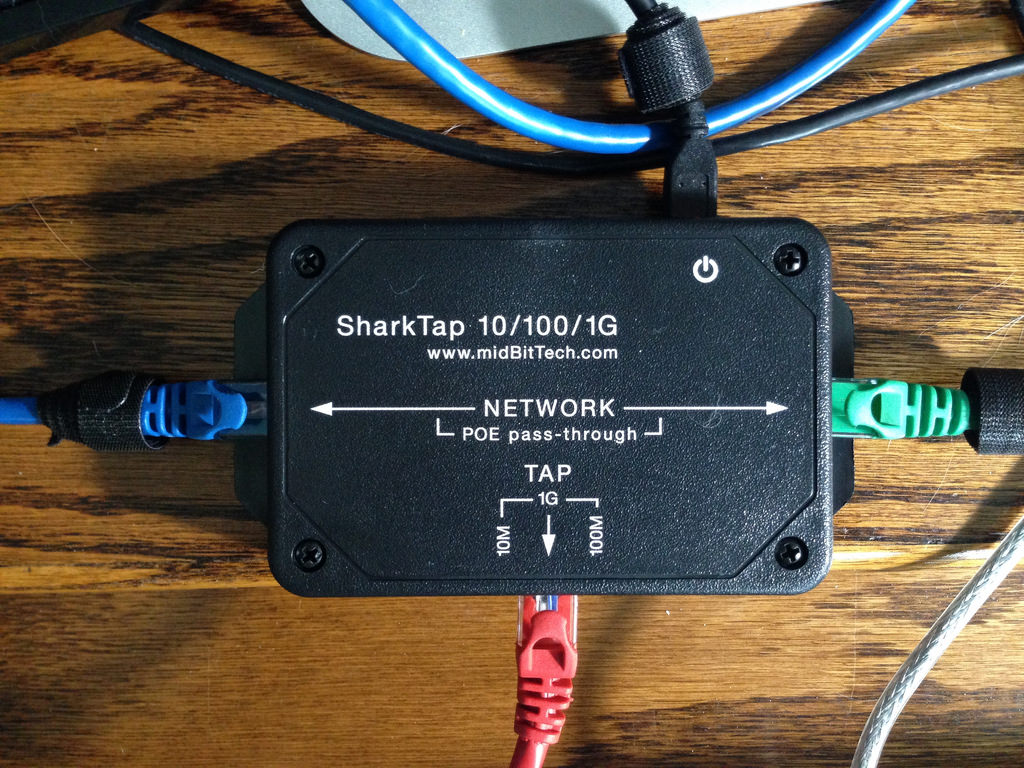 SharkTap 10/100/1G
www.midBitTech.com
NETWORK
POE pass-through
TAP
1G
10M
100M